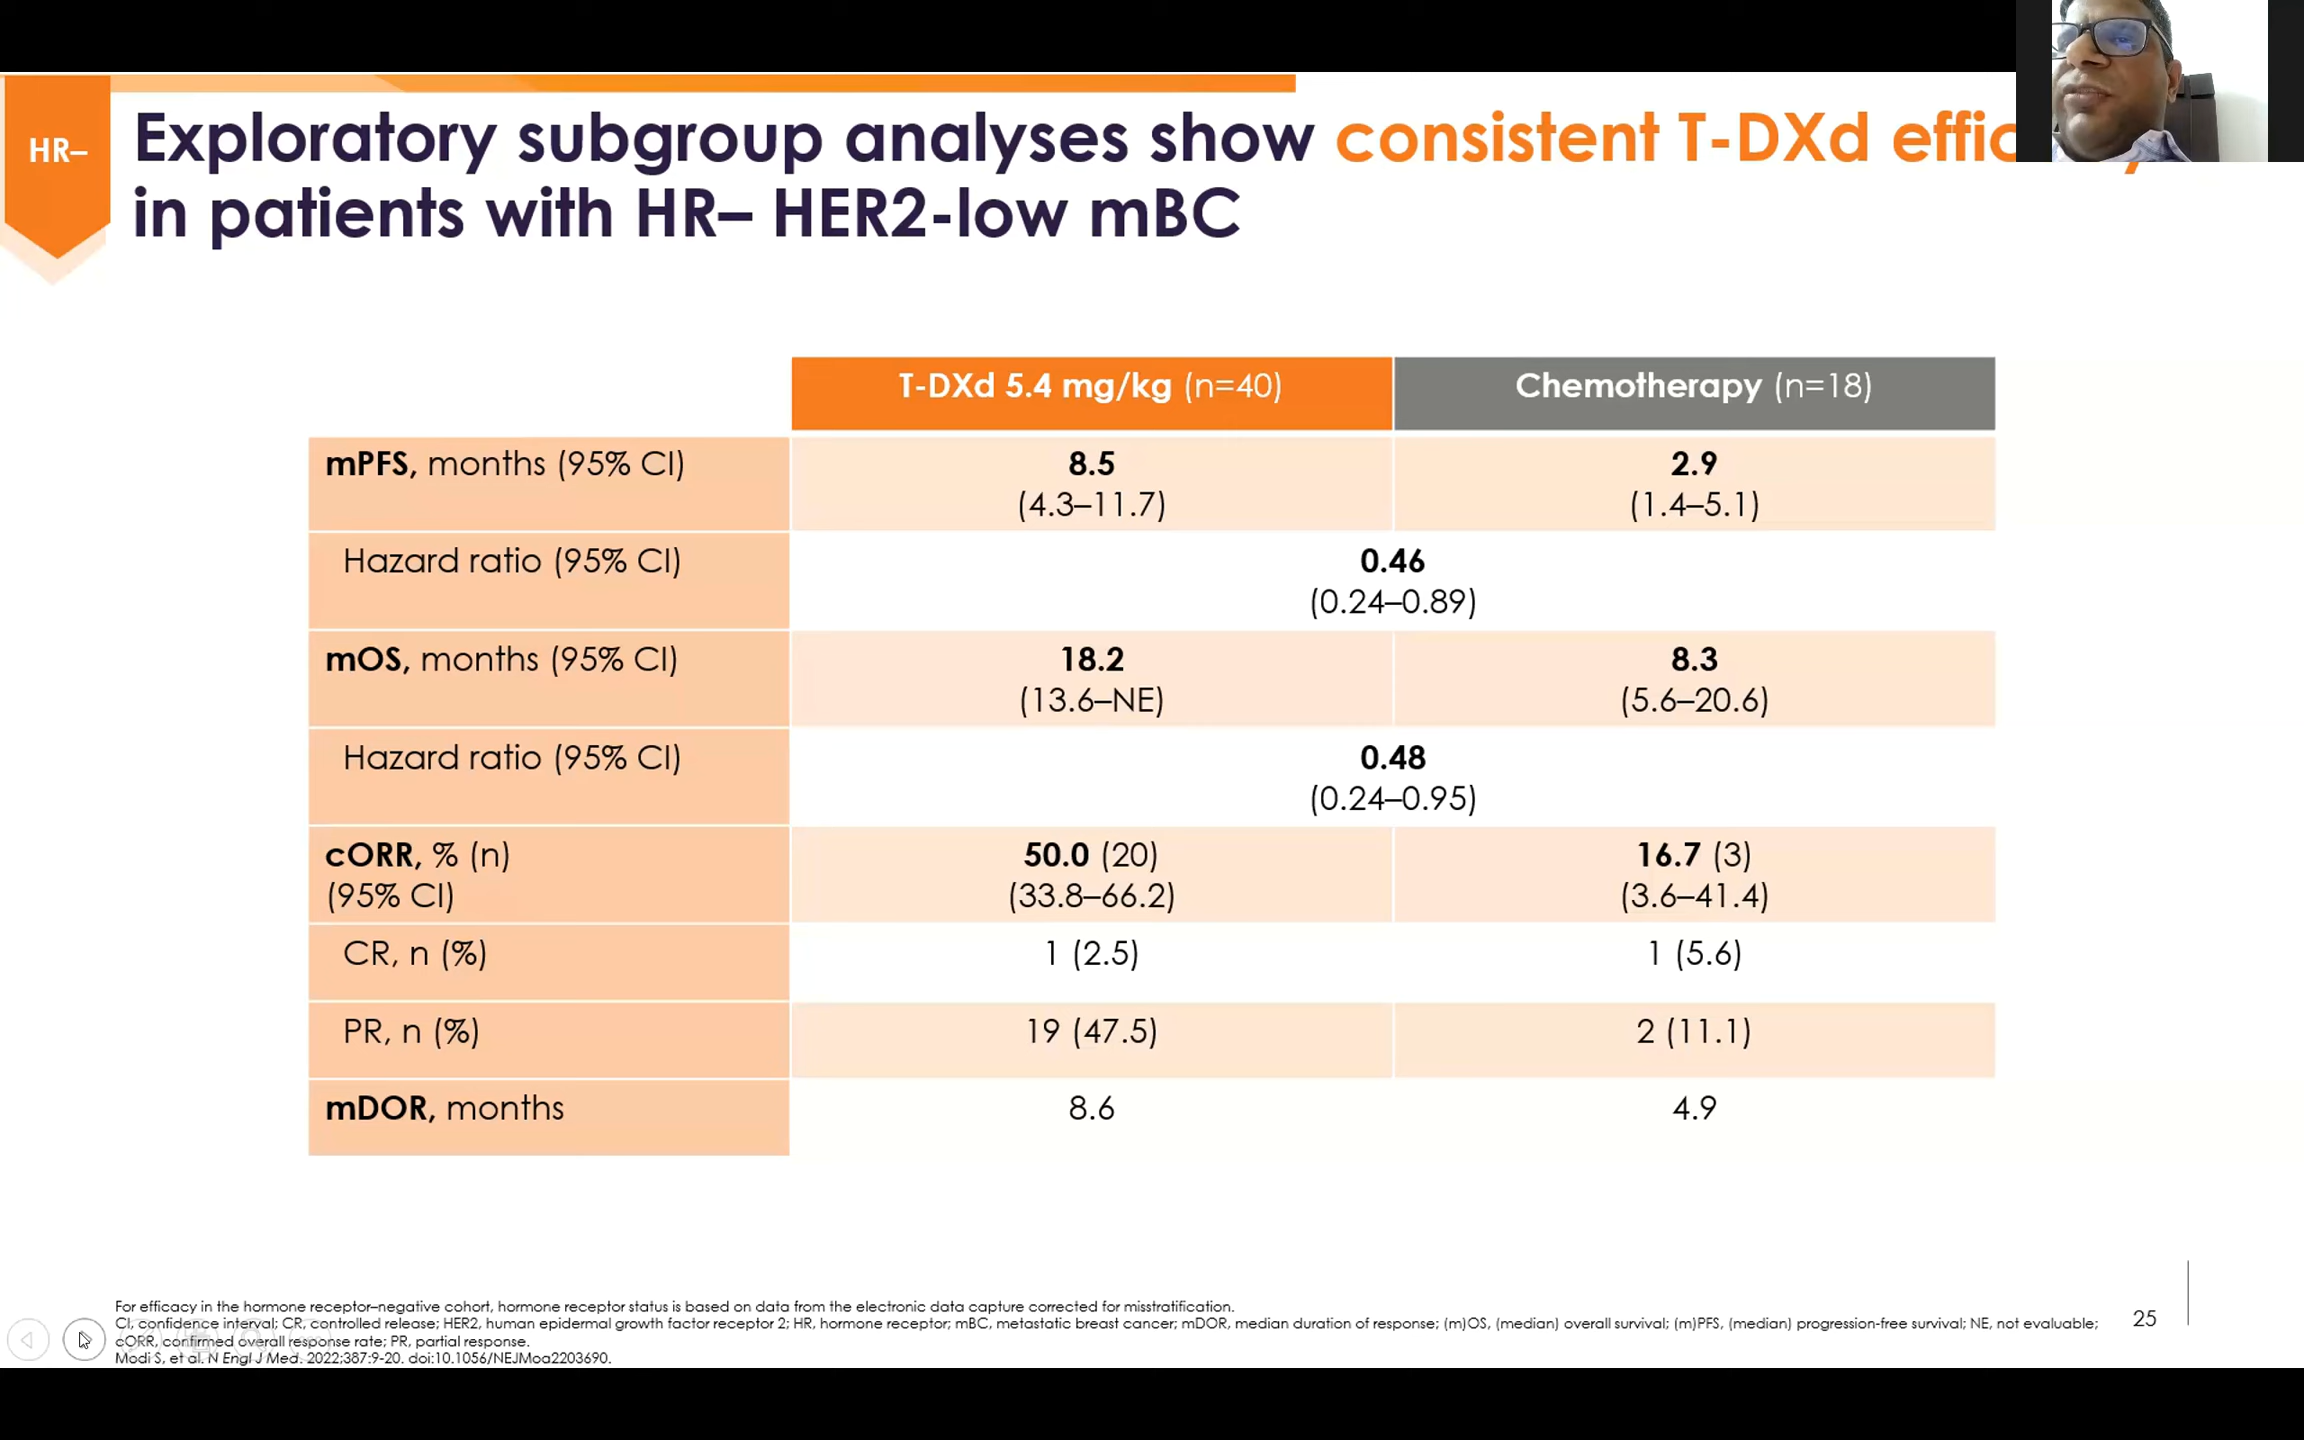 HR–
Exploratory subgroup analyses show consistent T-DXd
in patients with HR– HER2-low mBC
T-DXd 5.4 mg/kg (n=40) Chemotherapy (n=18)
mPFS, months (95% CI) 8.5 2.9
(4.3–11.7) (1.4–5.1)
Hazard ratio (95% CI) 0.46
(0.24–0.89)
mOS, months (95% CI) 18.2 8.3
(13.6–NE) (5.6–20.6)
Hazard ratio (95% CI) 0.48
(0.24–0.95)
cORR, % (n) 50.0 (20) 16.7 (3)
(95% CI) (33.8–66.2) (3.6–41.4)
CR, n (%) 1 (2.5) 1 (5.6)
PR, n (%) 19 (47.5) 2 (11.1)
mDOR, months 8.6 4.9
For efficacy in the hormone receptor–negative cohort, hormone receptor status is based on data from the electronic data capture corrected for misstratification.
CI, confidence interval; CR, controlled release; HER2, human epidermal growth factor receptor 2; HR, hormone receptor; mBC, metastatic breast cancer; mDOR, median duration of response; (m)OS, (median) overall survival; (m)PFS, (median) progression-free survival; NE, not evaluable;
cORR, confirmed overall response rate; PR, partial response.
Modi S, et al. N Engl J Med. 2022;387:9-20. doi:10.1056/NEJMoa2203690.
25